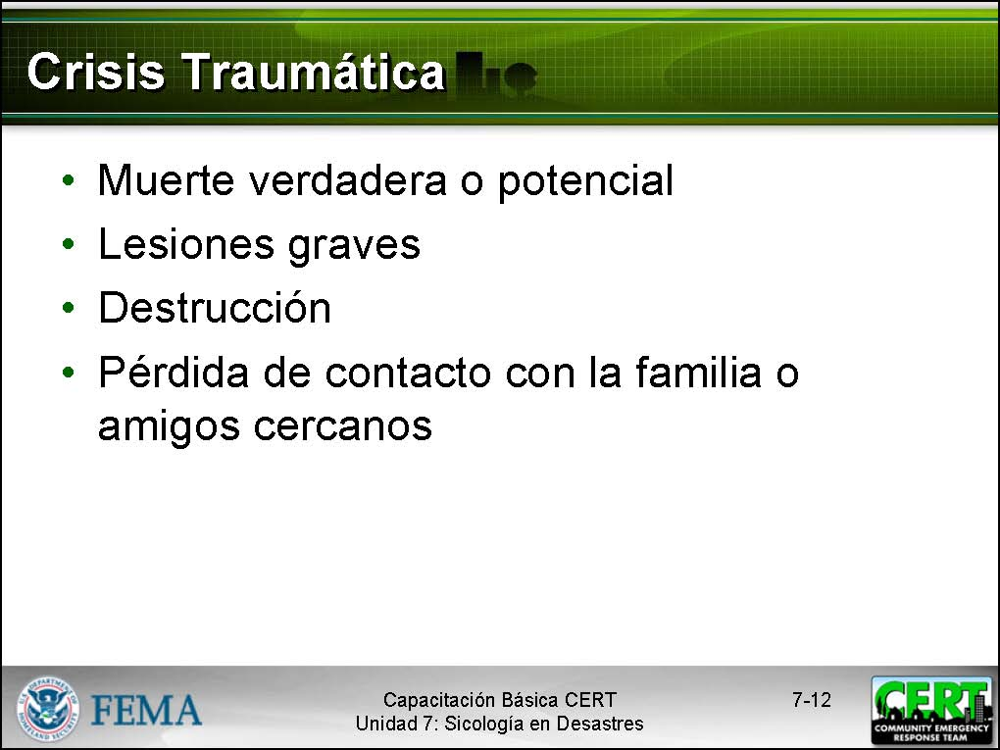 Crisis Traumática
• Muerte verdadera o potencial
• Lesiones graves
• Destrucción
• Pérdida de contacto con la familia o
amigos cercanos
U.S. DEPARTMENT OF HOMELAND SECURITY
FEMA
Capacitación Básica CERT
Unidad 7: Sicología en Desastres
7-12
CERT
COMMUNITY EMERGENCY
RESPONSE TEAM